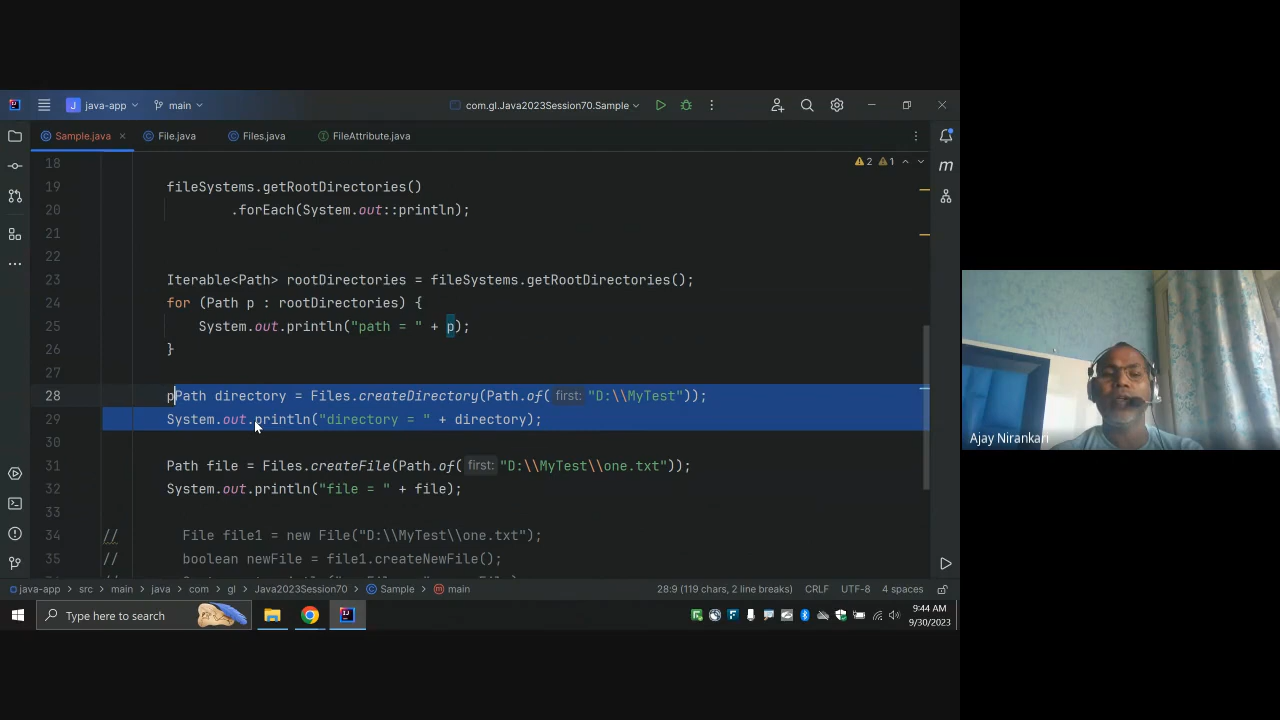 J java-app main com.gl.Java2023Session70.Sample
Sample.java File.java Files.java FileAttribute.java
18 2 1
19 fileSystems.getRootDirectories()
20 .forEach(System.out::println);
21
22
23 Iterable<Path> rootDirectories = fileSystems.getRootDirectories();
24 for (Path p : rootDirectories) {
25 System.out.println("path = " + p);
26 }
27
28 pPath directory = Files.createDirectory(Path.of( first: "D:\\MyTest"));
29 System.out.println("directory = " + directory);
30
31 Path file = Files.createFile(Path.of( first: "D:\\MyTest\\one.txt"));
32 System.out.println("file = " + file);
33
34 // File file1 = new File("D:\\MyTest\\one.txt");
35 // boolean newFile = file1.createNewFile();
Ajay Nirankari
java-app > src > main > java > com > gl > Java2023Session70 > Sample > main 28:9 (119 chars, 2 line breaks) CRLF UTF-8 4 spaces
Type here to search
9:44 AM
9/30/2023